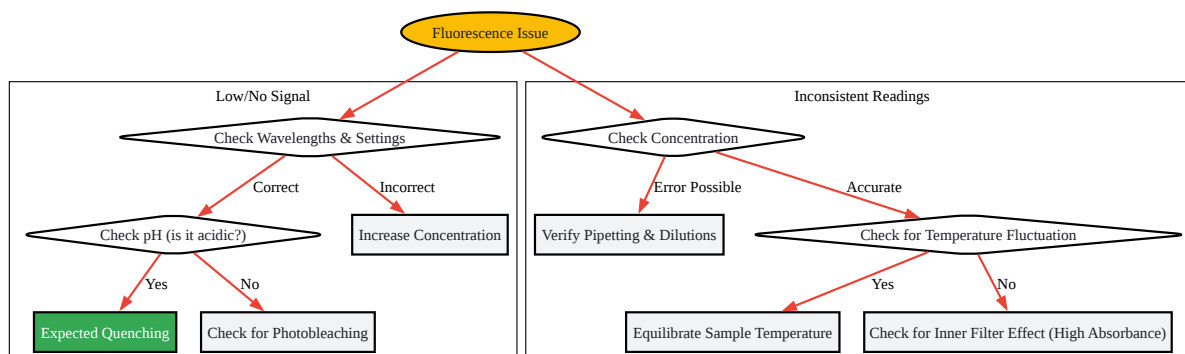 Fluorescence Issue
Low/No Signal
Inconsistent Readings
Check Wavelengths & Settings
Check Concentration
Correct
Incorrect
Error Possible
Accurate
Check pH (is it acidic?)
Increase Concentration
Verify Pipetting & Dilutions
Check for Temperature Fluctuation
Yes
No
Yes
No
Expected Quenching
Check for Photobleaching
Equilibrate Sample Temperature
Check for Inner Filter Effect (High Absorbance)